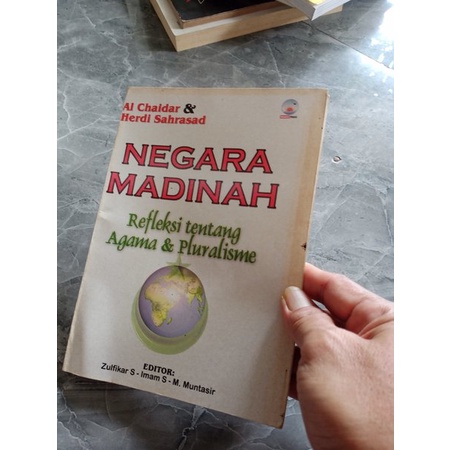 Al Chaidar &
Herdi Sahrasad
NEGARA
MADINAH
Refleksi tentang
Agama & Pluralisme
EDITOR:
Zulfikar S - Imam S - M. Muntasir